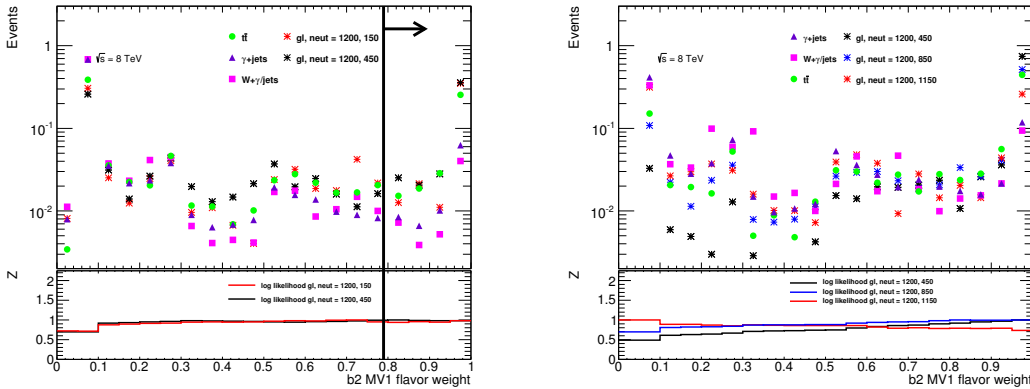 Events
3
1
10⁻¹
10⁻²
√s = 8 TeV
tt̄
γ+jets
W+γ/jets
gl, neut = 1200, 150
gl, neut = 1200, 450
Z
2
1.5
1
0.5
0
log likelihood gl, neut = 1200, 150
log likelihood gl, neut = 1200, 450
0 0.1 0.2 0.3 0.4 0.5 0.6 0.7 0.8 0.9 1
b2 MV1 flavor weight
Events
3
1
10⁻¹
10⁻²
√s = 8 TeV
γ+jets
W+γ/jets
tt̄
gl, neut = 1200, 450
gl, neut = 1200, 850
gl, neut = 1200, 1150
Z
2
1.5
1
0.5
0
log likelihood gl, neut = 1200, 450
log likelihood gl, neut = 1200, 850
log likelihood gl, neut = 1200, 1150
0 0.1 0.2 0.3 0.4 0.5 0.6 0.7 0.8 0.9 1
b2 MV1 flavor weight